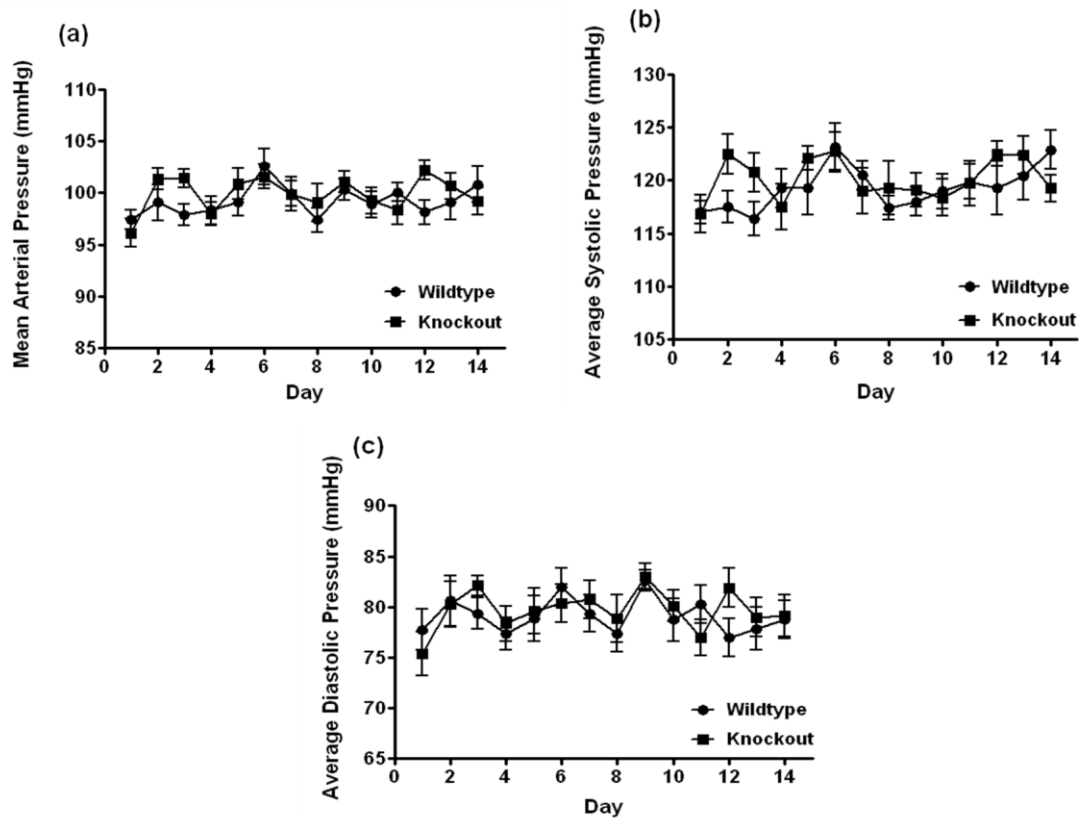 (a)
Mean Arterial Pressure (mmHg)
110
105
100
95
90
85
0 2 4 6 8 10 12 14
Day
Wildtype
Knockout
(b)
Average Systolic Pressure (mmHg)
130
125
120
115
110
105
0 2 4 6 8 10 12 14
Day
Wildtype
Knockout
(c)
Average Diastolic Pressure (mmHg)
90
85
80
75
70
65
0 2 4 6 8 10 12 14
Day
Wildtype
Knockout